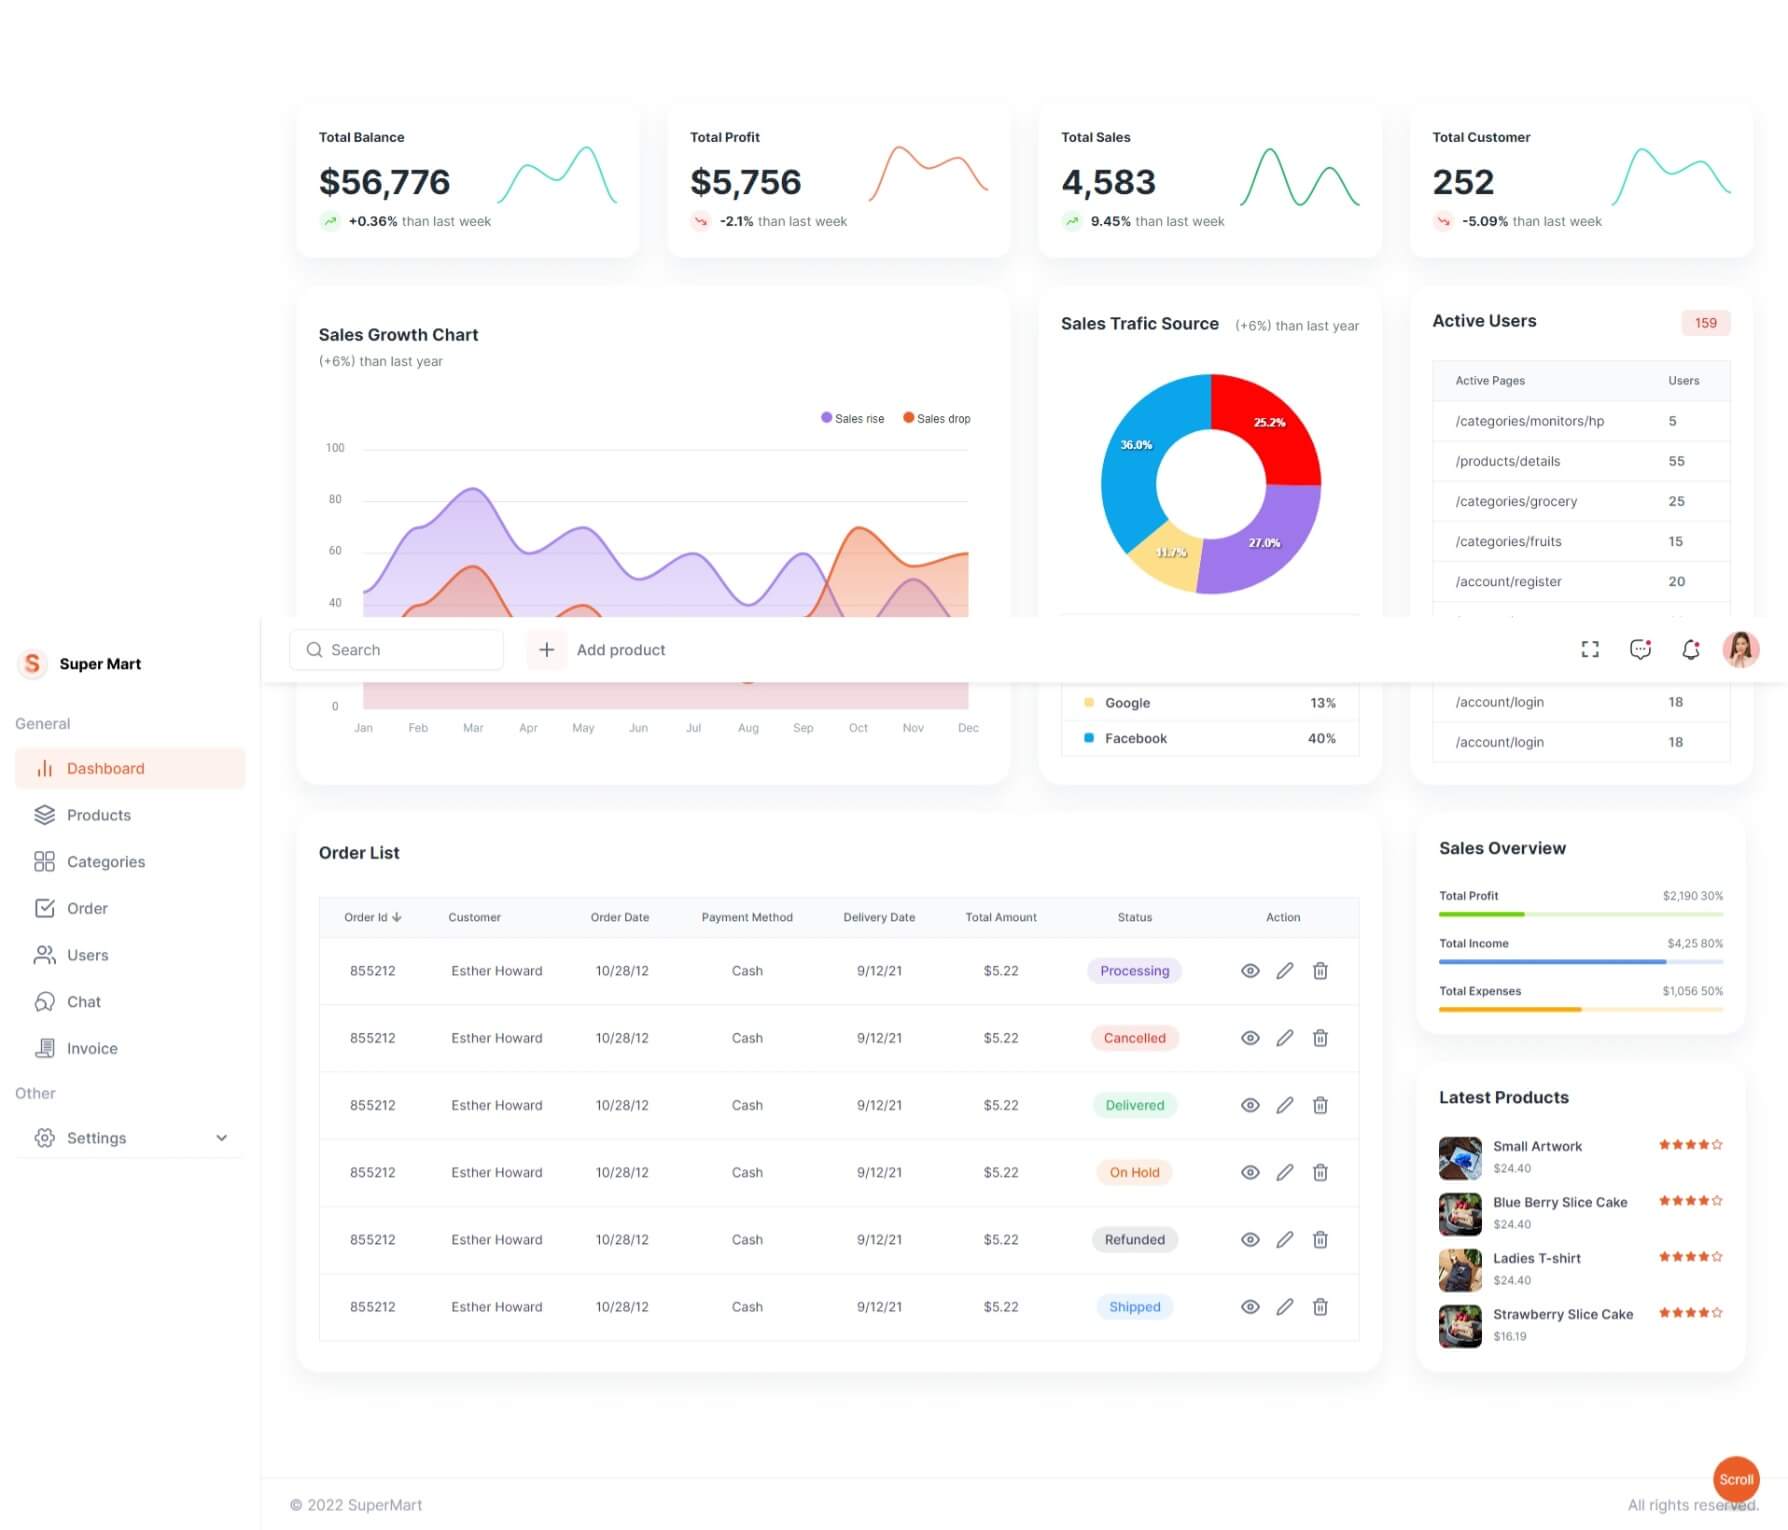 Total Balance
$56,776
+0.36% than last week
Total Profit
$5,756
-2.1% than last week
Total Sales
4,583
9.45% than last week
Total Customer
252
-5.09% than last week
Sales Growth Chart
(+6%) than last year
Sales rise Sales drop
100
80
60
40
0
Jan Feb Mar Apr May Jun Jul Aug Sep Oct Nov Dec
Sales Trafic Source (+6%) than last year
25.2%
36.0%
27.0%
11.7%
Google 13%
Facebook 40%
Active Users 159
Active Pages Users
/categories/monitors/hp 5
/products/details 55
/categories/grocery 25
/categories/fruits 15
/account/register 20
/account/login 18
/account/login 18
Search
Add product
S Super Mart
General
Dashboard
Products
Categories
Order
Users
Chat
Invoice
Other
Settings
Order List
Order Id Customer Order Date Payment Method Delivery Date Total Amount Status Action
855212 Esther Howard 10/28/12 Cash 9/12/21 $5.22 Processing
855212 Esther Howard 10/28/12 Cash 9/12/21 $5.22 Cancelled
855212 Esther Howard 10/28/12 Cash 9/12/21 $5.22 Delivered
855212 Esther Howard 10/28/12 Cash 9/12/21 $5.22 On Hold
855212 Esther Howard 10/28/12 Cash 9/12/21 $5.22 Refunded
855212 Esther Howard 10/28/12 Cash 9/12/21 $5.22 Shipped
Sales Overview
Total Profit $2,190 30%
Total Income $4,25 80%
Total Expenses $1,056 50%
Latest Products
Small Artwork
$24.40
Blue Berry Slice Cake
$24.40
Ladies T-shirt
$24.40
Strawberry Slice Cake
$16.19
Scroll
© 2022 SuperMart
All rights reserved.